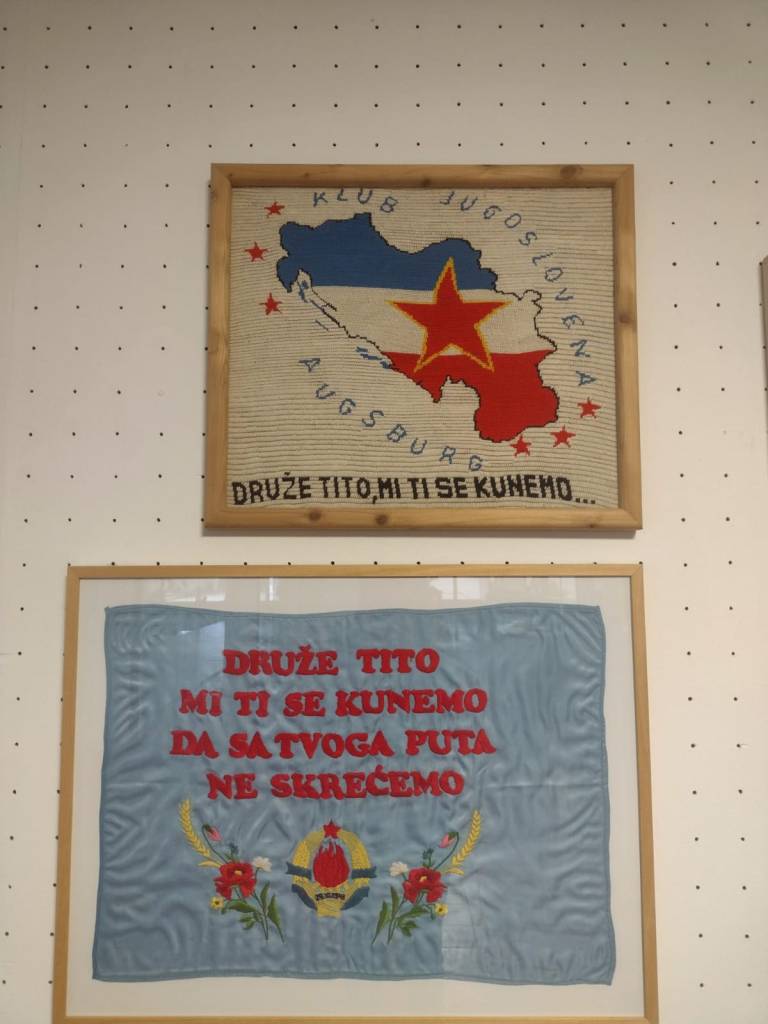 KLUB JUGOSLOVENA
AUGSBURG
DRUŽE TITO, MI TI SE KUNEMO...
DRUŽE TITO
MI TI SE KUNEMO
DA SA TVOGA PUTA
NE SKREĆEMO